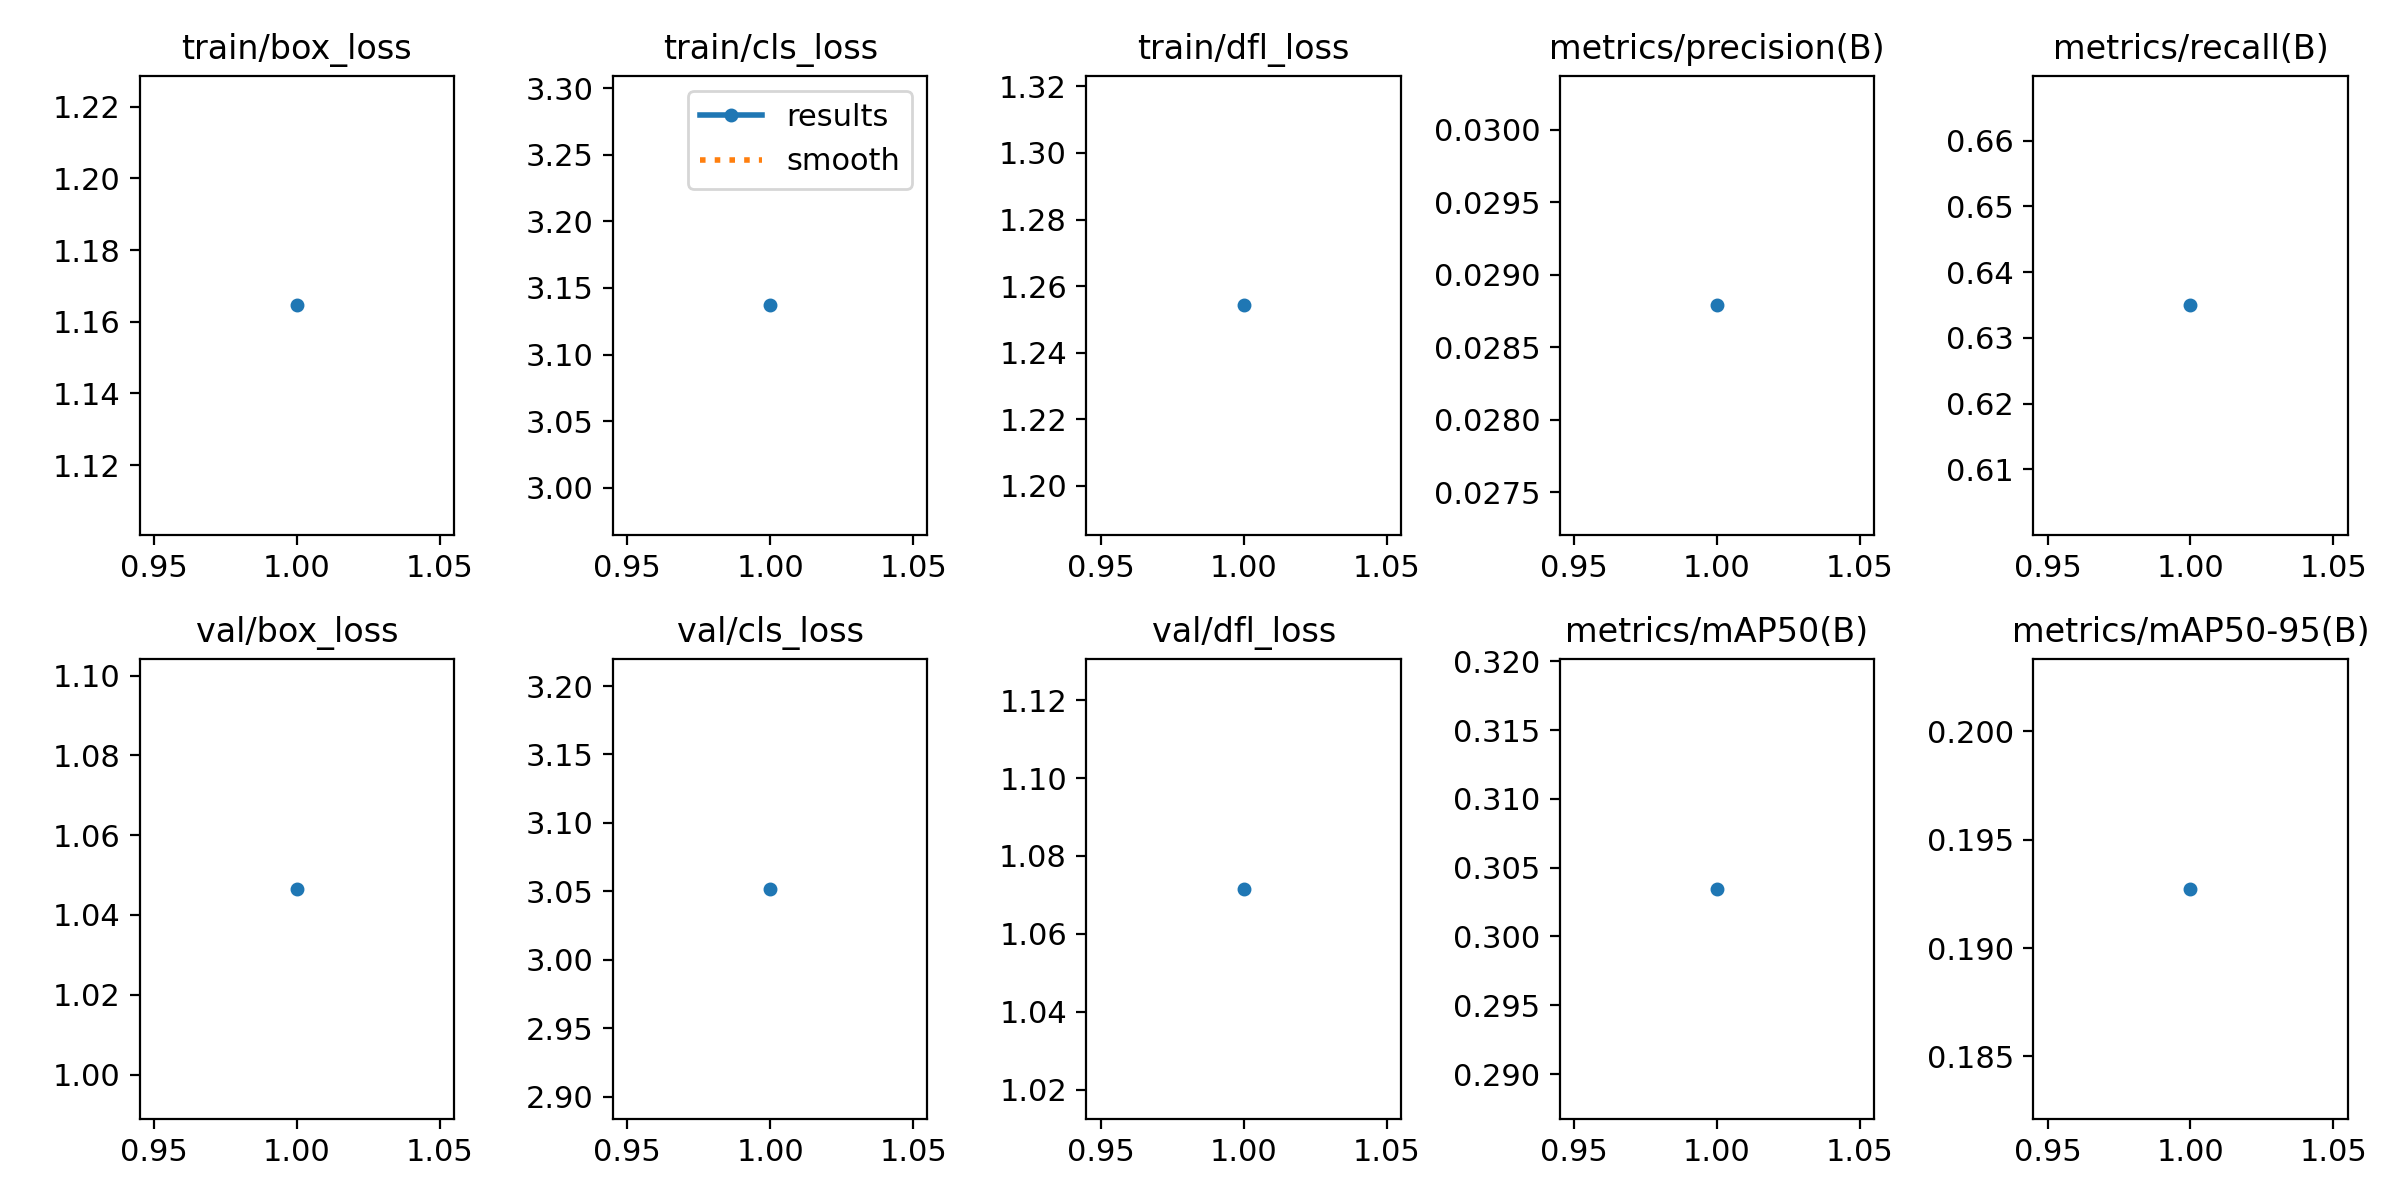 train/box_loss
1.22
1.20
1.18
1.16
1.14
1.12
0.95 1.00 1.05
train/cls_loss
results
smooth
3.30
3.25
3.20
3.15
3.10
3.05
3.00
0.95 1.00 1.05
train/dfl_loss
1.32
1.30
1.28
1.26
1.24
1.22
1.20
0.95 1.00 1.05
metrics/precision(B)
0.0300
0.0295
0.0290
0.0285
0.0280
0.0275
0.95 1.00 1.05
metrics/recall(B)
0.66
0.65
0.64
0.63
0.62
0.61
0.95 1.00 1.05
val/box_loss
1.10
1.08
1.06
1.04
1.02
1.00
0.95 1.00 1.05
val/cls_loss
3.20
3.15
3.10
3.05
3.00
2.95
2.90
0.95 1.00 1.05
val/dfl_loss
1.12
1.10
1.08
1.06
1.04
1.02
0.95 1.00 1.05
metrics/mAP50(B)
0.320
0.315
0.310
0.305
0.300
0.295
0.290
0.95 1.00 1.05
metrics/mAP50-95(B)
0.200
0.195
0.190
0.185
0.95 1.00 1.05